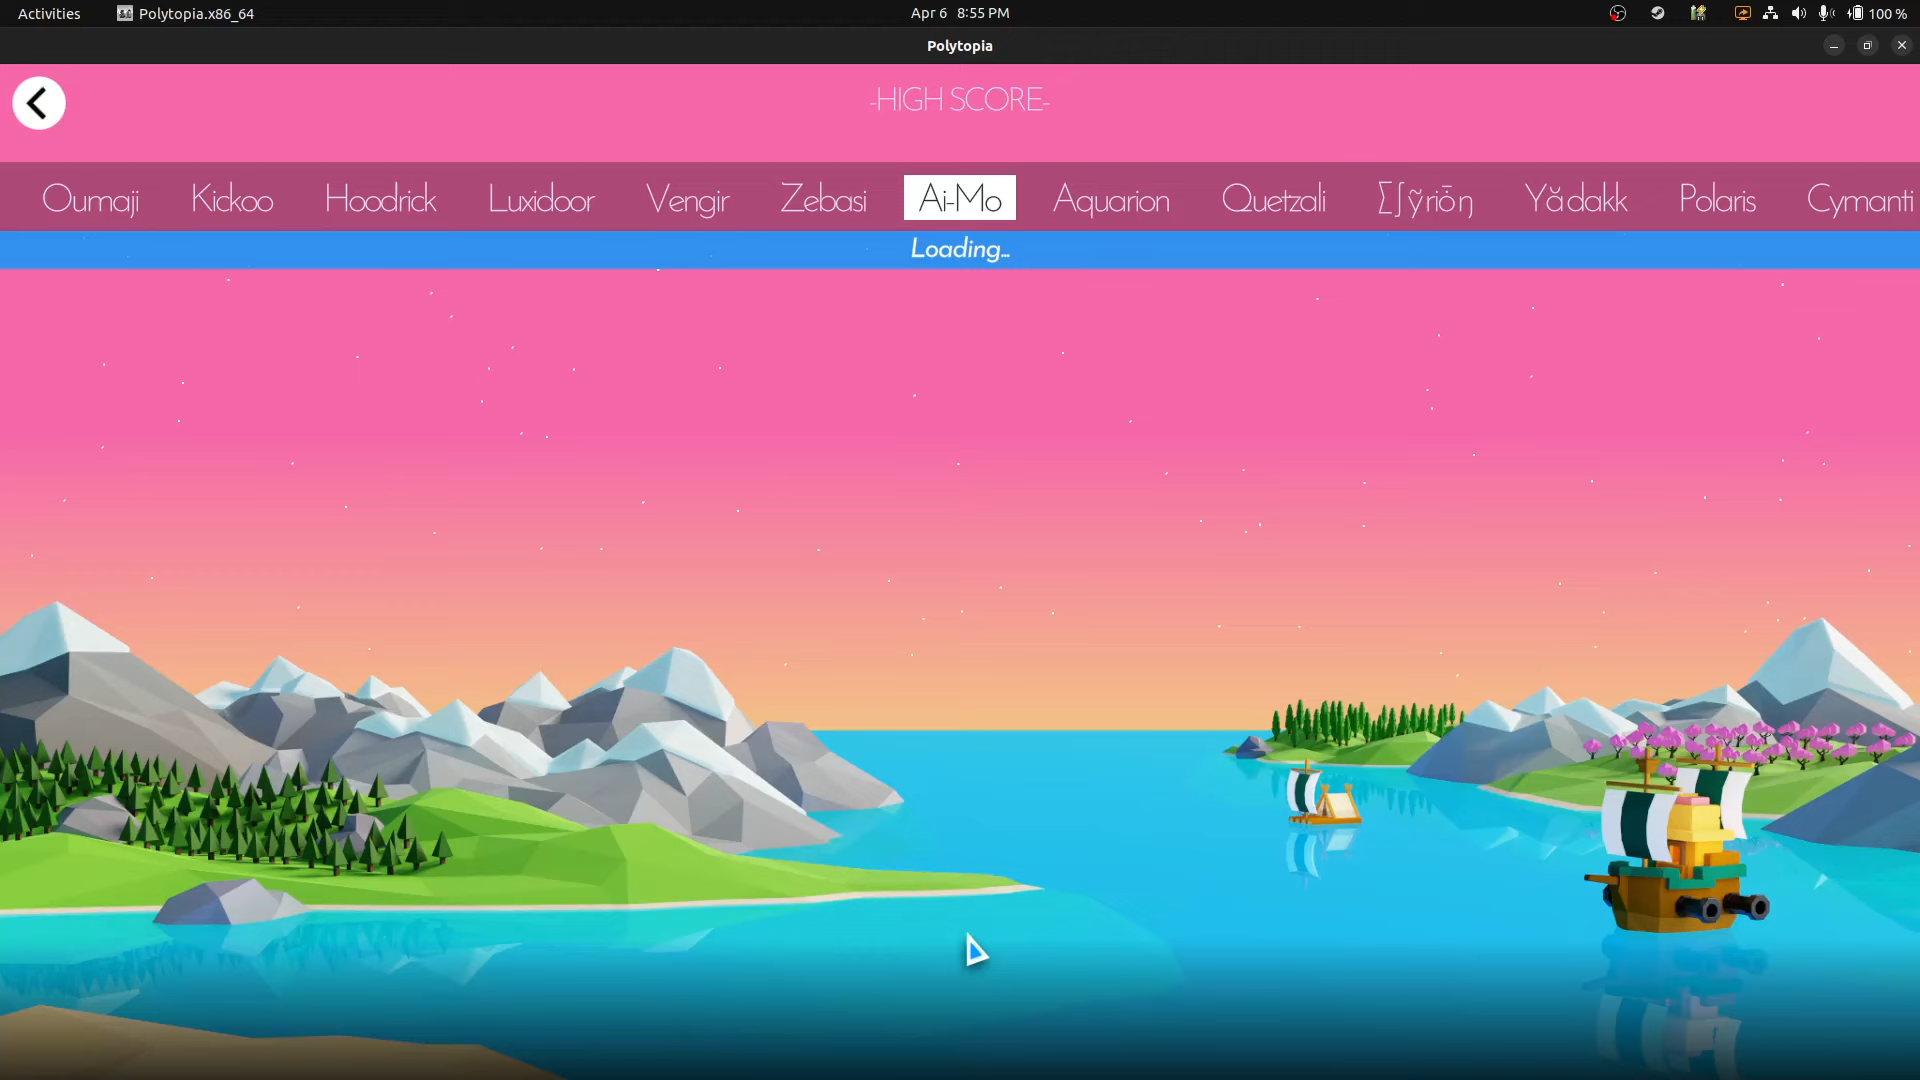 Activities Polytopia.x86_64 Apr 6 8:55 PM 100 %
Polytopia
-HIGH SCORE-
Oumaji Kickoo Hoodrick Luxidoor Vengir Zebasi Ai-Mo Aquarion Quetzali ∑∫ỹriōŋ Yădakk Polaris Cymanti
Loading...